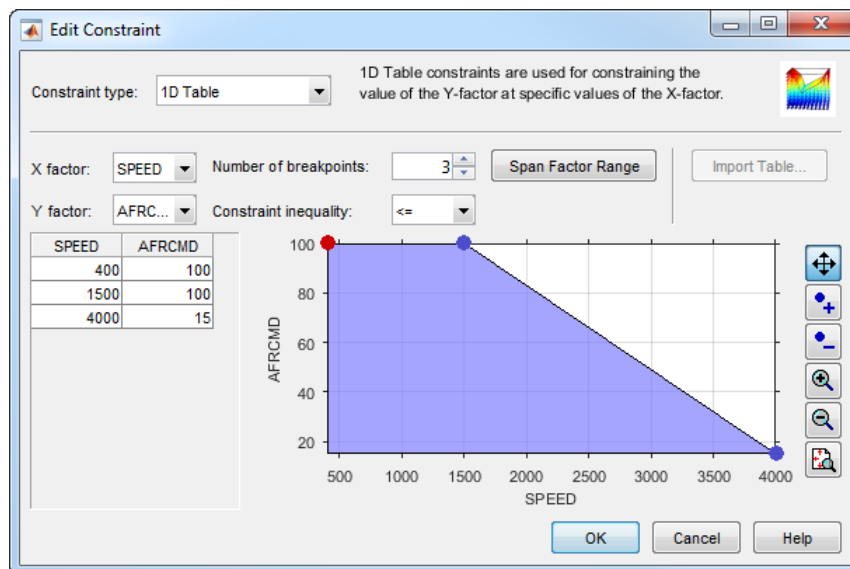 Edit Constraint
Constraint type: 1D Table
1D Table constraints are used for constraining the
value of the Y-factor at specific values of the X-factor.
X factor: SPEED Number of breakpoints: 3 Span Factor Range Import Table...
Y factor: AFRC... Constraint inequality: <=
SPEED AFRCMD
400 100
1500 100
4000 15
100
80
60
40
20
AFRCMD
500 1000 1500 2000 2500 3000 3500 4000
SPEED
OK Cancel Help